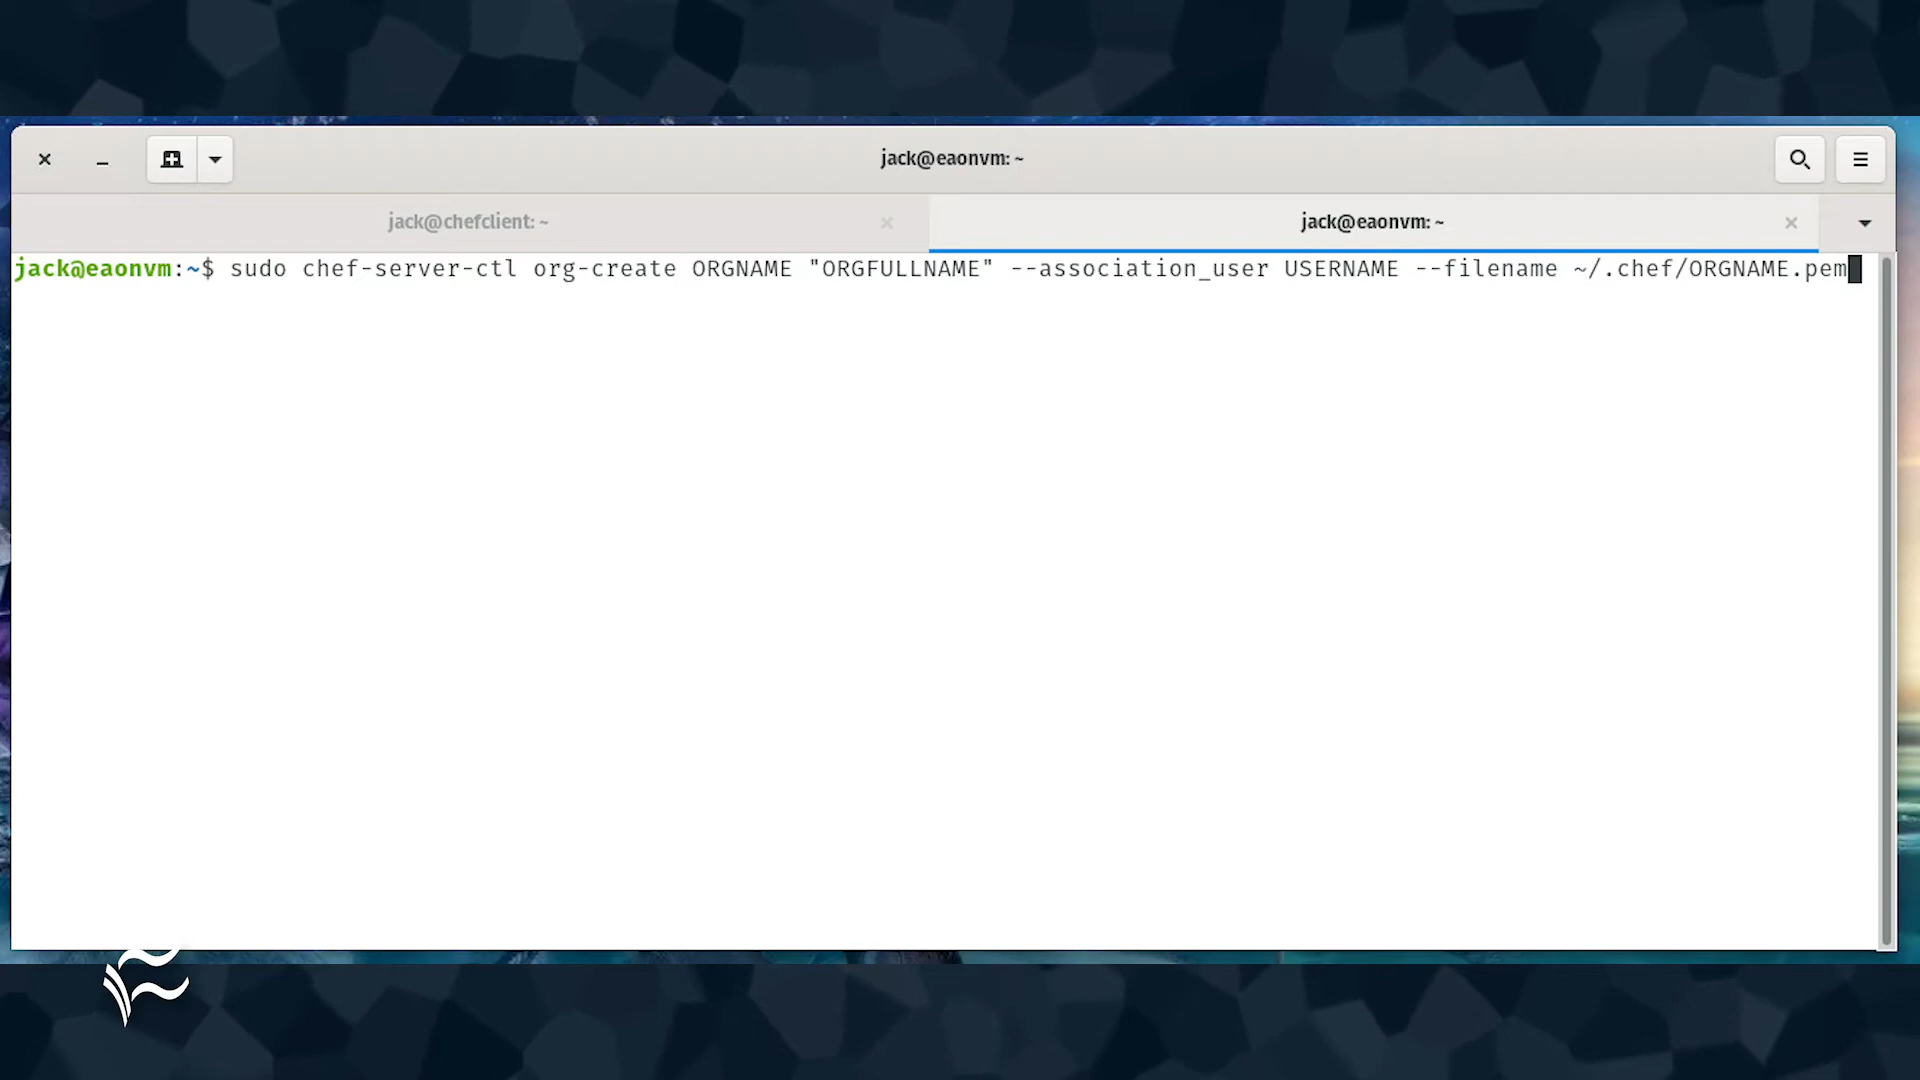 jack@eaonvm: ~
jack@chefclient: ~
jack@eaonvm: ~
jack@eaonvm:~$ sudo chef-server-ctl org-create ORGNAME "ORGFULLNAME" --association_user USERNAME --filename ~/.chef/ORGNAME.pem